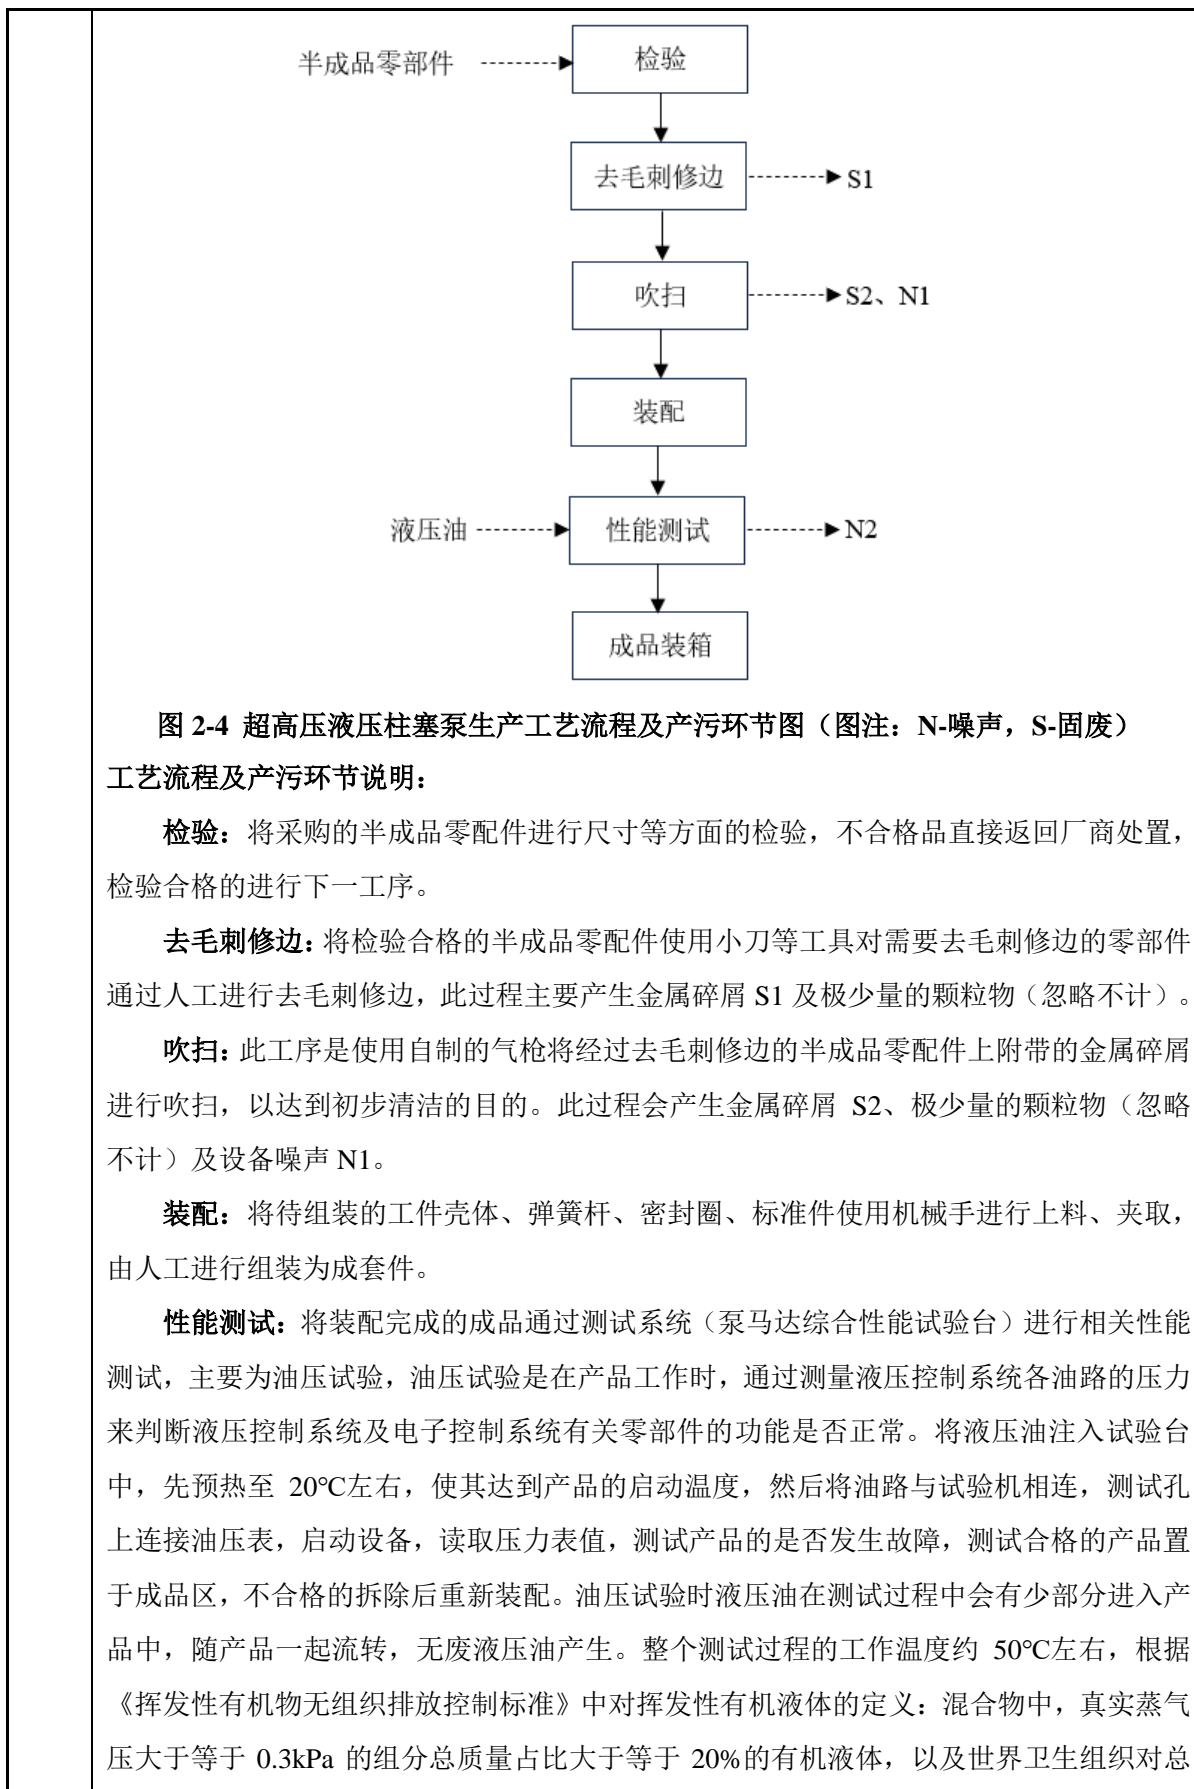 半成品零部件
检验
去毛刺修边
S1
吹扫
S2、N1
装配
液压油
性能测试
N2
成品装箱
图 2-4 超高压液压柱塞泵生产工艺流程及产污环节图（图注：N-噪声，S-固废）
工艺流程及产污环节说明：
检验：将采购的半成品零配件进行尺寸等方面的检验，不合格品直接返回厂商处置，
检验合格的进行下一工序。
去毛刺修边：将检验合格的半成品零配件使用小刀等工具对需要去毛刺修边的零部件
通过人工进行去毛刺修边，此过程主要产生金属碎屑 S1 及极少量的颗粒物（忽略不计）。
吹扫：此工序是使用自制的气枪将经过去毛刺修边的半成品零配件上附带的金属碎屑
进行吹扫，以达到初步清洁的目的。此过程会产生金属碎屑 S2、极少量的颗粒物（忽略
不计）及设备噪声 N1。
装配：将待组装的工件壳体、弹簧杆、密封圈、标准件使用机械手进行上料、夹取，
由人工进行组装为成套件。
性能测试：将装配完成的成品通过测试系统（泵马达综合性能试验台）进行相关性能
测试，主要为油压试验，油压试验是在产品工作时，通过测量液压控制系统各油路的压力
来判断液压控制系统及电子控制系统有关零部件的功能是否正常。将液压油注入试验台
中，先预热至 20℃左右，使其达到产品的启动温度，然后将油路与试验机相连，测试孔
上连接油压表，启动设备，读取压力表值，测试产品的是否发生故障，测试合格的产品置
于成品区，不合格的拆除后重新装配。油压试验时液压油在测试过程中会有少部分进入产
品中，随产品一起流转，无废液压油产生。整个测试过程的工作温度约 50℃左右，根据
《挥发性有机物无组织排放控制标准》中对挥发性有机液体的定义：混合物中，真实蒸气
压大于等于 0.3kPa 的组分总质量占比大于等于 20%的有机液体，以及世界卫生组织对总